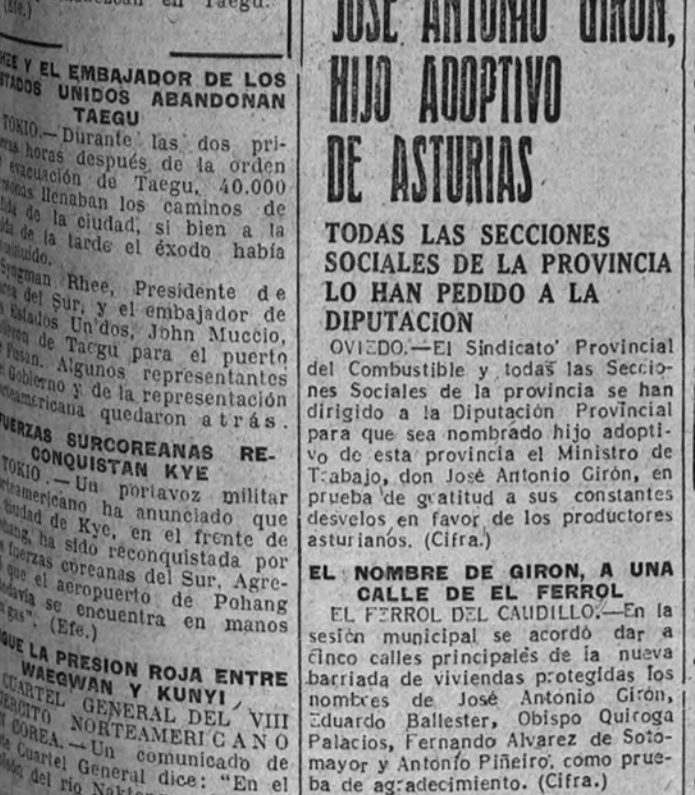 en Taegu.
(Efe.)
Y EL EMBAJADOR DE LOS
UNIDOS ABANDONAN
TAEGU
TOKIO.—Durante las dos pri-
horas después de la orden
evacuación de Taegu, 40.000
llenaban los caminos de
de la ciudad, si bien a la
de la tarde el éxodo había
Syngman Rhee, Presidente de
del Sur, y el embajador de
Estados Un'dos, John Muccio,
de Taegu para el puerto
Pusan. Algunos representantes
Gobierno y de la representación
quedaron atrás.
FUERZAS SURCOREANAS RE-
CONQUISTAN KYE
TOKIO.—Un portavoz militar
ha anunciado que
ciudad de Kye, en el frente de
ha sido reconquistada por
fuerzas coreanas del Sur. Agre-
que el aeropuerto de Pohang
se encuentra en manos
(Efe.)
LA PRESION ROJA ENTRE
WAEGWAN Y KUNYI
CUARTEL GENERAL DEL VIII
NORTEAMERICANO
COREA.—Un comunicado de
Cuartel General dice: "En el
del río
JOSE ANTONIO GIRON,
HIJO ADOPTIVO
DE ASTURIAS
TODAS LAS SECCIONES
SOCIALES DE LA PROVINCIA
LO HAN PEDIDO A LA
DIPUTACION
OVIEDO.—El Sindicato Provincial
del Combustible y todas las Seccio-
nes Sociales de la provincia se han
dirigido a la Diputación Provincial
para que sea nombrado hijo adopti-
vo de esta provincia el Ministro de
Trabajo, don José Antonio Girón, en
prueba de gratitud a sus constantes
desvelos en favor de los productores
asturianos. (Cifra.)
EL NOMBRE DE GIRON, A UNA
CALLE DE EL FERROL
EL FERROL DEL CAUDILLO.—En la
sesión municipal se acordó dar a
cinco calles principales de la nueva
barriada de viviendas protegidas los
nombres de José Antonio Girón,
Eduardo Ballester, Obispo Quiroga
Palacios, Fernando Alvarez de Soto-
mayor y Antonio Piñeiro, como prue-
ba de agradecimiento. (Cifra.)